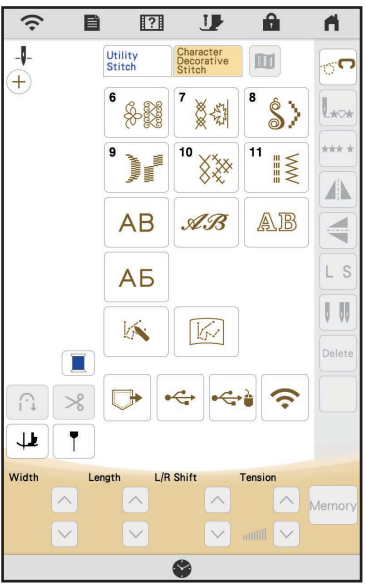 ?
Utility
Stitch
Character
Decorative
Stitch
6
7
8
9
10
11
AB
AB
AB
АБ
L S
Delete
Width
Length
L/R Shift
Tension
Memory